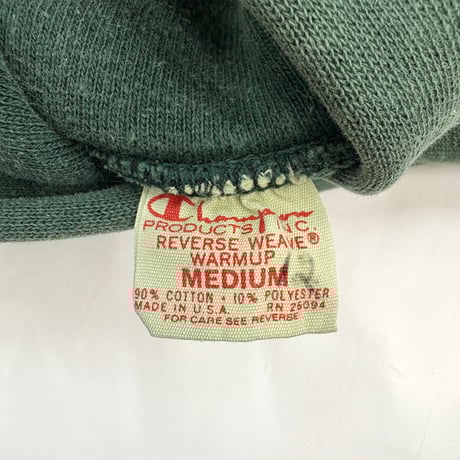 Champion
PRODUCTS INC.
REVERSE WEAVE®
WARMUP
MEDIUM
90% COTTON • 10% POLYESTER
MADE IN U.S.A. RN 26094
FOR CARE SEE REVERSE